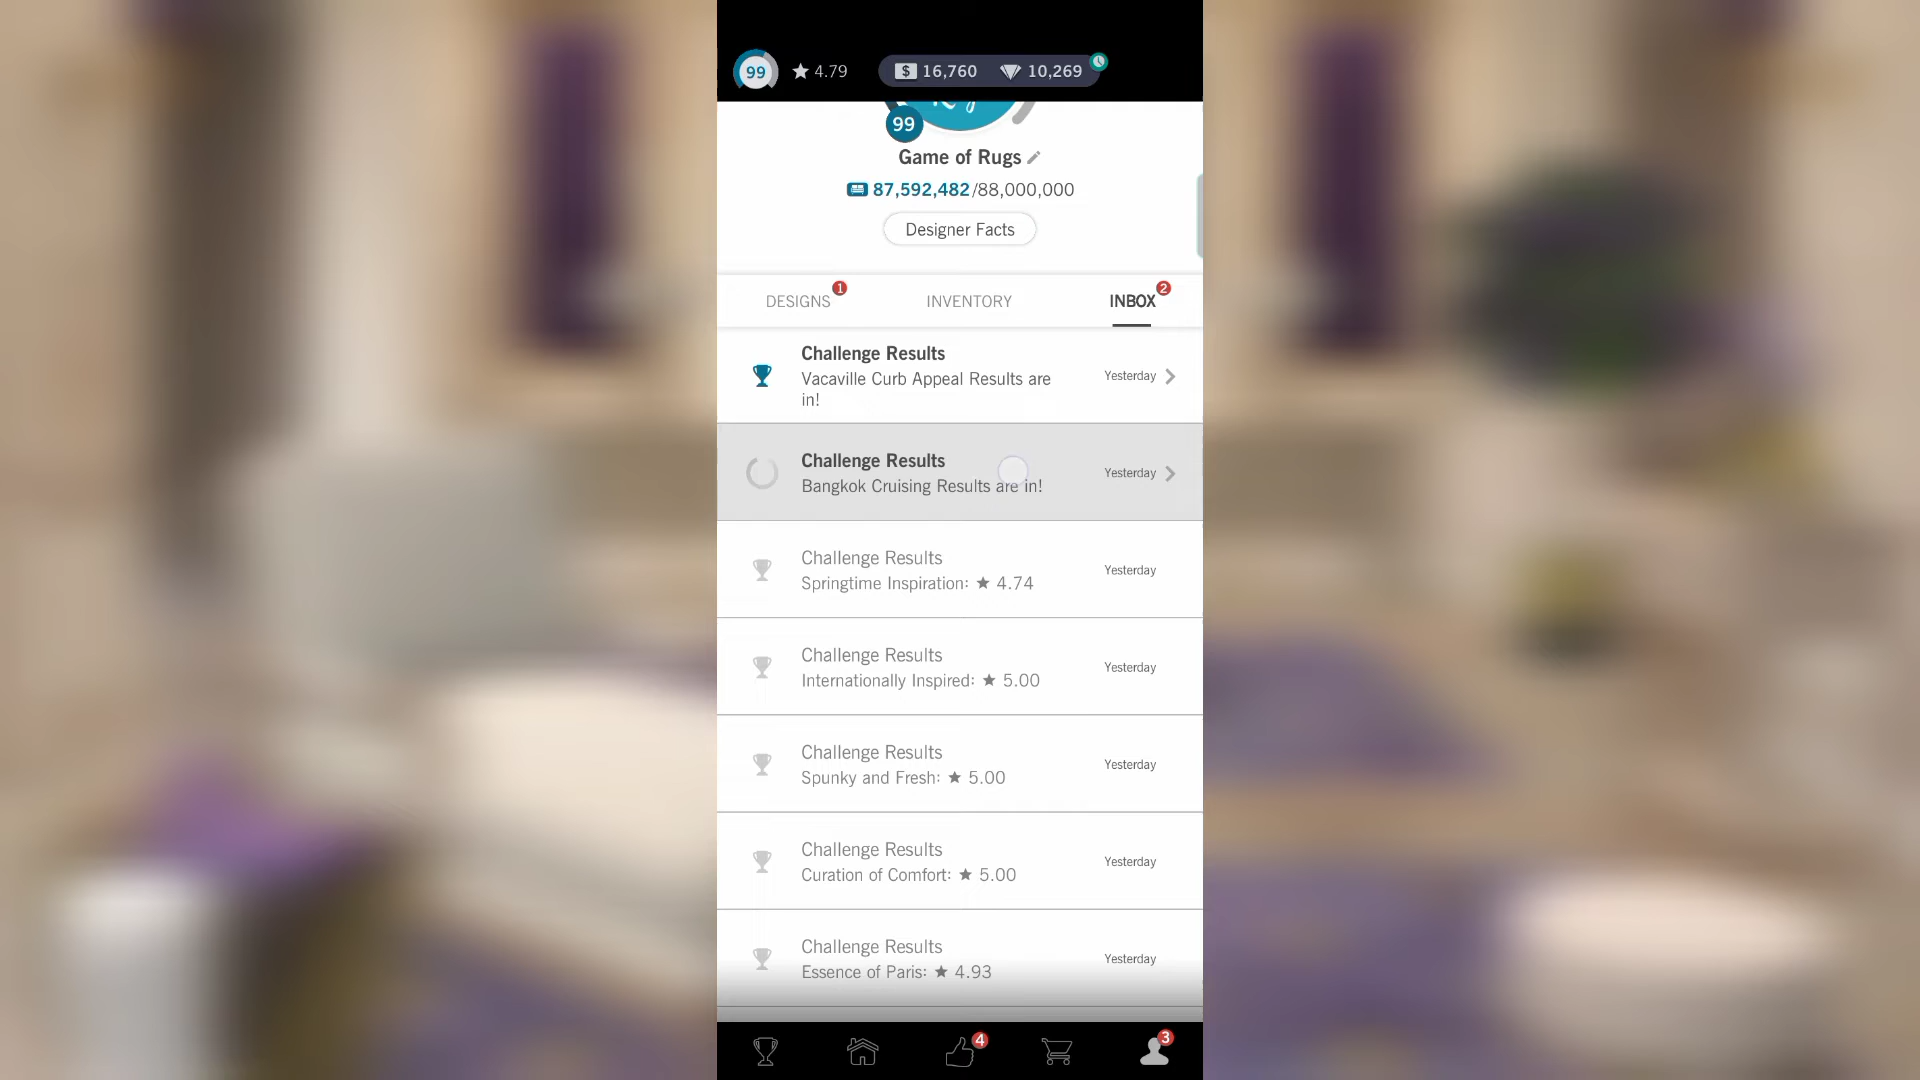 99
4.79
$ 16,760
10,269
99
Game of Rugs
87,592,482/88,000,000
Designer Facts
DESIGNS
1
INVENTORY
INBOX
2
Challenge Results
Vacaville Curb Appeal Results are
in!
Yesterday
Challenge Results
Bangkok Cruising Results are in!
Yesterday
Challenge Results
Springtime Inspiration: ★ 4.74
Yesterday
Challenge Results
Internationally Inspired: ★ 5.00
Yesterday
Challenge Results
Spunky and Fresh: ★ 5.00
Yesterday
Challenge Results
Curation of Comfort: ★ 5.00
Yesterday
Challenge Results
Essence of Paris: ★ 4.93
Yesterday
4
3